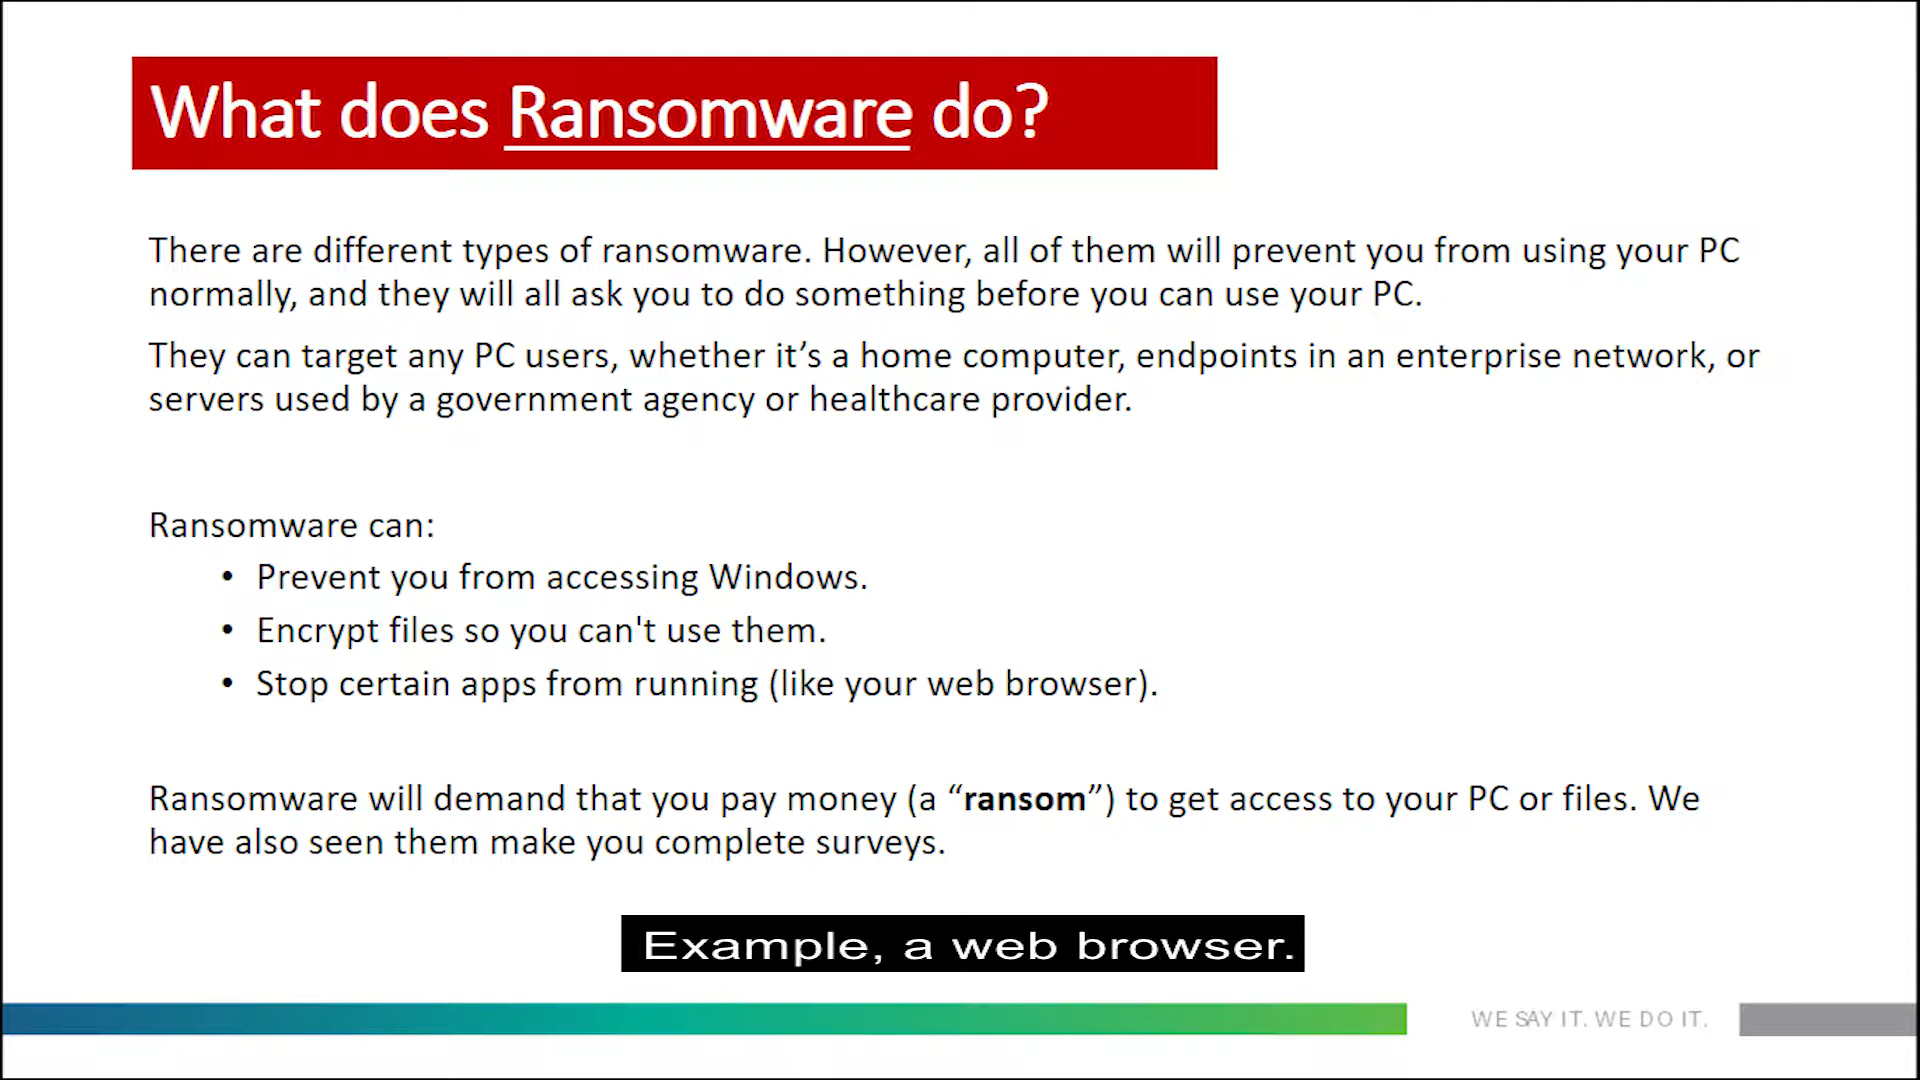 What does Ransomware do?
There are different types of ransomware. However, all of them will prevent you from using your PC
normally, and they will all ask you to do something before you can use your PC.
They can target any PC users, whether it’s a home computer, endpoints in an enterprise network, or
servers used by a government agency or healthcare provider.
Ransomware can:
• Prevent you from accessing Windows.
• Encrypt files so you can't use them.
• Stop certain apps from running (like your web browser).
Ransomware will demand that you pay money (a “ransom”) to get access to your PC or files. We
have also seen them make you complete surveys.
Example, a web browser.
WE SAY IT. WE DO IT.